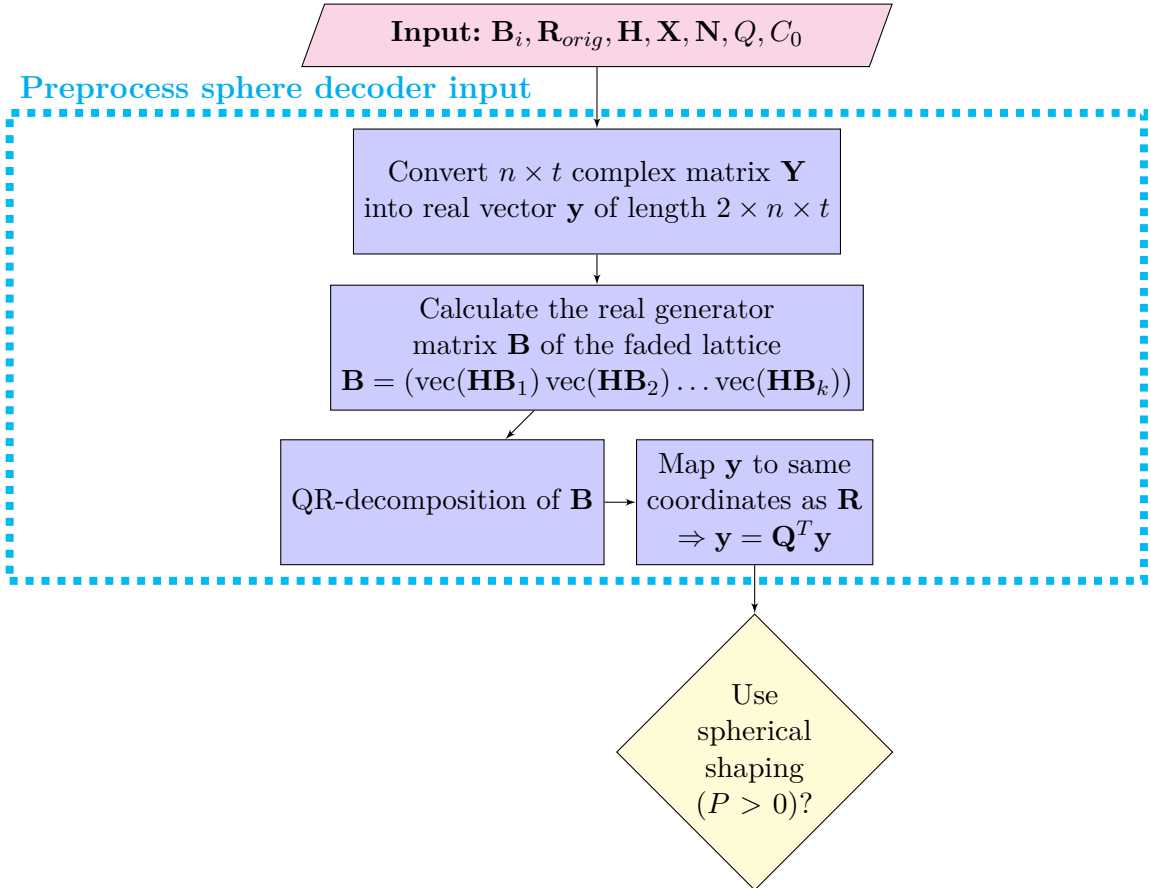 Input: B_i, R_{orig}, H, X, N, Q, C_0
Preprocess sphere decoder input
Convert n × t complex matrix Y
into real vector y of length 2 × n × t
Calculate the real generator
matrix B of the faded lattice
B = (vec(HB_1) vec(HB_2) … vec(HB_k))
QR-decomposition of B
Map y to same
coordinates as R
⇒ y = Q^T y
Use
spherical
shaping
(P > 0)?